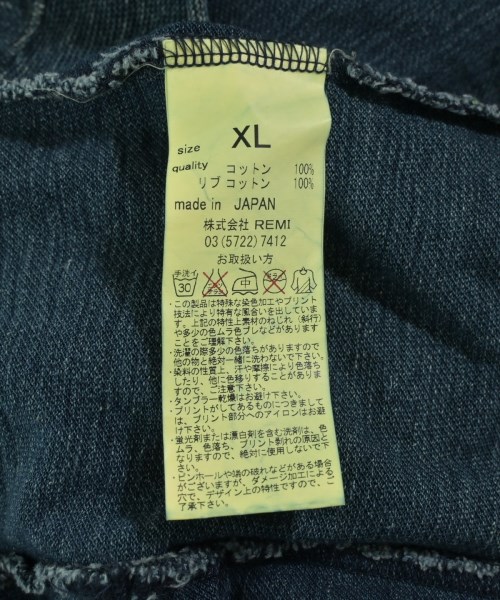 size XL
quality コットン 100%
リブ コットン 100%
made in JAPAN
株式会社 REMI
03(5722)7412
お取扱い方
手洗イ 30 中
・この製品は特殊な染色加工やプリント
技法により特有な風合いを出していま
す。上記の特性上素材のねじれ(斜行)
や多少の色ムラ色ブレなどがあります
ことをご理解下さい。
・洗濯の際多少の色落ちがありますので
他の物と絶対一緒に洗わないで下さい。
・染料の性質上、汗や摩擦により色落ち
したり、他に色移りすることがありま
すので、ご注意下さい。
・タンブラー乾燥はお避け下さい。
・プリントがしてあるものにつきまして
は、プリント部分へのアイロンはお避
け下さい。
・蛍光剤または漂白剤を含む洗剤は、色
ムラ、色落ち、プリント剥れの原因と
なりますので、絶対に使用しないで下
さい。
・ピンホールや端の破れなどがある場合
がございますが、ダメージ加工による
穴で、デザイン上の特性ですので、ご
了承下さい。